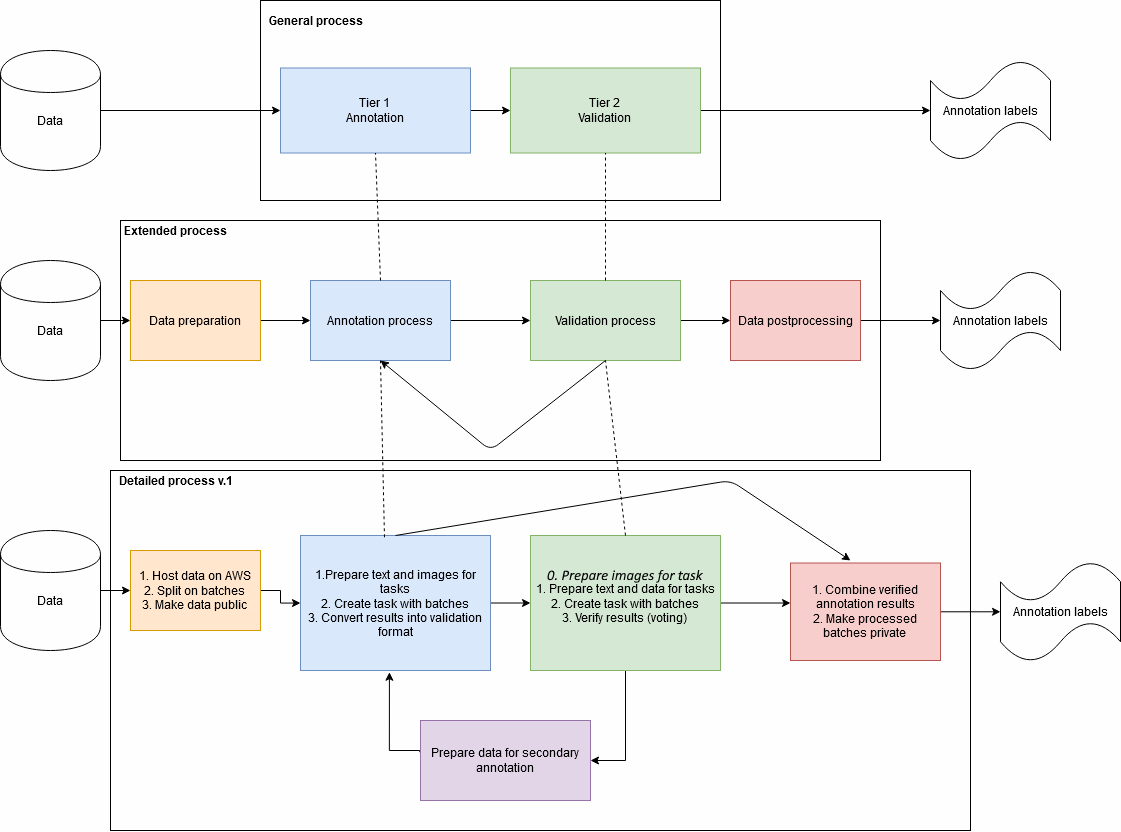 General process
Data
Tier 1
Annotation
Tier 2
Validation
Annotation labels
Extended process
Data
Data preparation
Annotation process
Validation process
Data postprocessing
Annotation labels
Detailed process v.1
Data
1. Host data on AWS
2. Split on batches
3. Make data public
1.Prepare text and images for
tasks
2. Create task with batches
3. Convert results into validation
format
0. Prepare images for task
1. Prepare text and data for tasks
2. Create task with batches
3. Verify results (voting)
1. Combine verified
annotation results
2. Make processed
batches private
Annotation labels
Prepare data for secondary
annotation